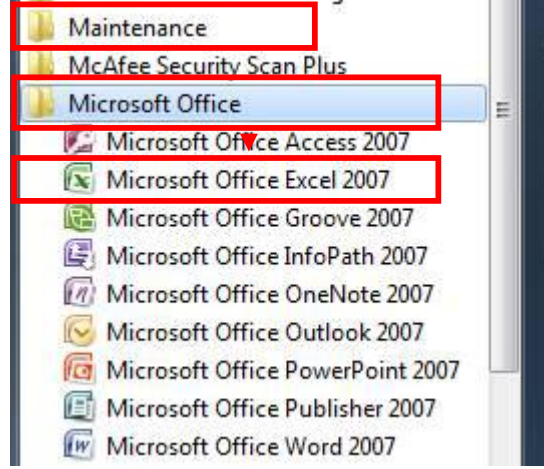 Maintenance
McAfee Security Scan Plus
Microsoft Office
Microsoft Office Access 2007
Microsoft Office Excel 2007
Microsoft Office Groove 2007
Microsoft Office InfoPath 2007
Microsoft Office OneNote 2007
Microsoft Office Outlook 2007
Microsoft Office PowerPoint 2007
Microsoft Office Publisher 2007
Microsoft Office Word 2007